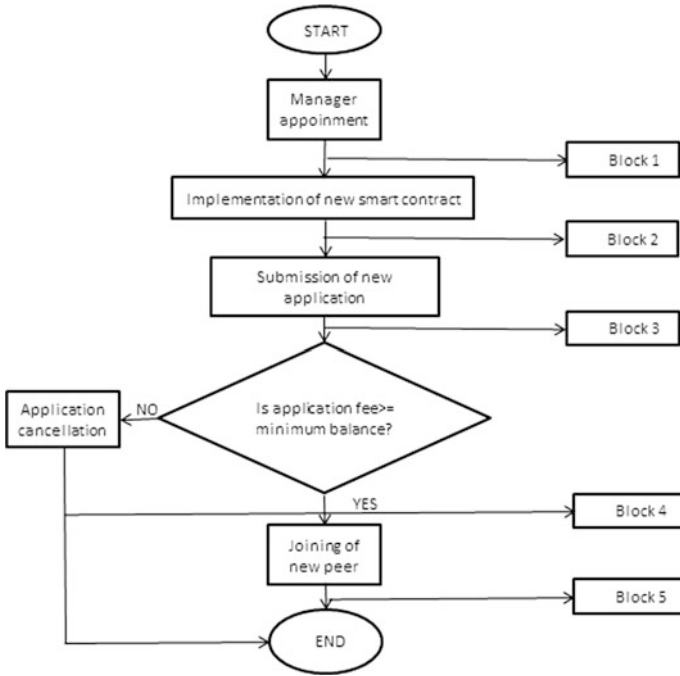 START
Manager
appoinment
Block 1
Implementation of new smart contract
Block 2
Submission of new
application
Block 3
Is application fee>=
minimum balance?
NO
Application
cancellation
YES
Block 4
Joining of
new peer
Block 5
END